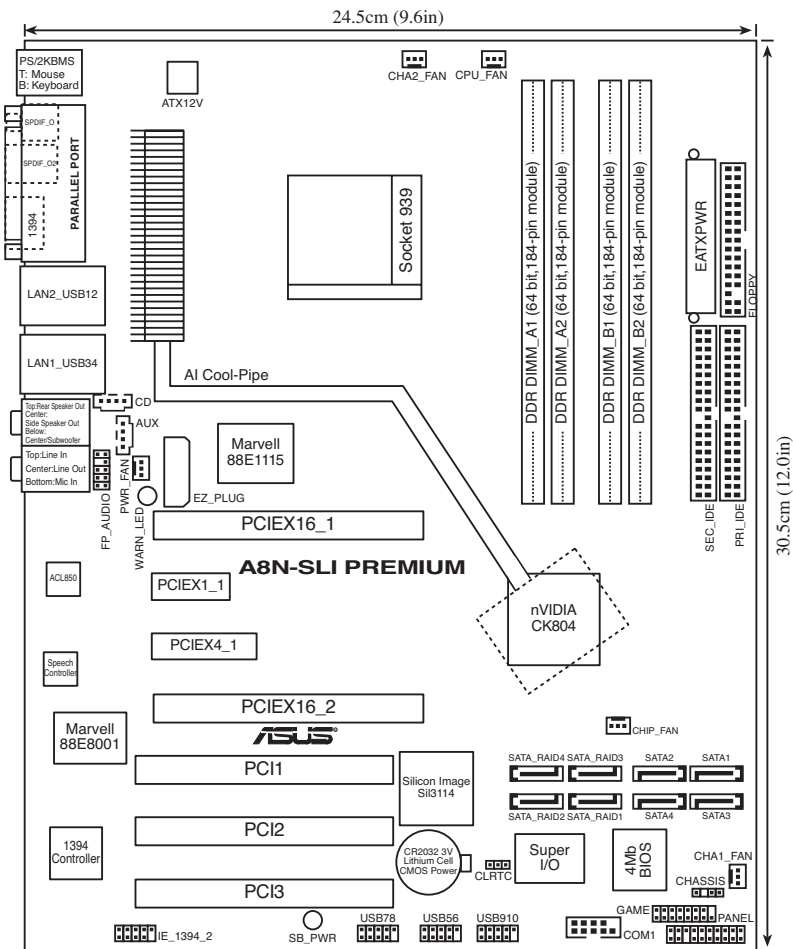 24.5cm (9.6in)
PS/2KBMS
T: Mouse
B: Keyboard
ATX12V
CHA2_FAN
CPU_FAN
SPDIF_O
SPDIF_O2
1394
PARALLEL PORT
Socket 939
DDR DIMM_A1 (64 bit,184-pin module)
DDR DIMM_A2 (64 bit,184-pin module)
DDR DIMM_B1 (64 bit,184-pin module)
DDR DIMM_B2 (64 bit,184-pin module)
EATXPWR
FLOPPY
LAN2_USB12
LAN1_USB34
AI Cool-Pipe
CD
Top:Rear Speaker Out
Center:
Side Speaker Out
Below:
Center/Subwoofer
AUX
Top:Line In
Center:Line Out
Bottom:Mic In
FP_AUDIO
PWR_FAN
WARN_LED
EZ_PLUG
Marvell
88E1115
SEC_IDE
PRI_IDE
30.5cm (12.0in)
PCIEX16_1
A8N-SLI PREMIUM
ACL850
PCIEX1_1
nVIDIA
CK804
PCIEX4_1
Speech
Controller
PCIEX16_2
ASUS
CHIP_FAN
Marvell
88E8001
PCI1
Silicon Image
SiI3114
SATA_RAID4
SATA_RAID3
SATA2
SATA1
SATA_RAID2
SATA_RAID1
SATA4
SATA3
1394
Controller
PCI2
CR2032 3V
Lithium Cell
CMOS Power
CLRTC
Super
I/O
4Mb
BIOS
CHA1_FAN
CHASSIS
PCI3
GAME
PANEL
IE_1394_2
SB_PWR
USB78
USB56
USB910
COM1